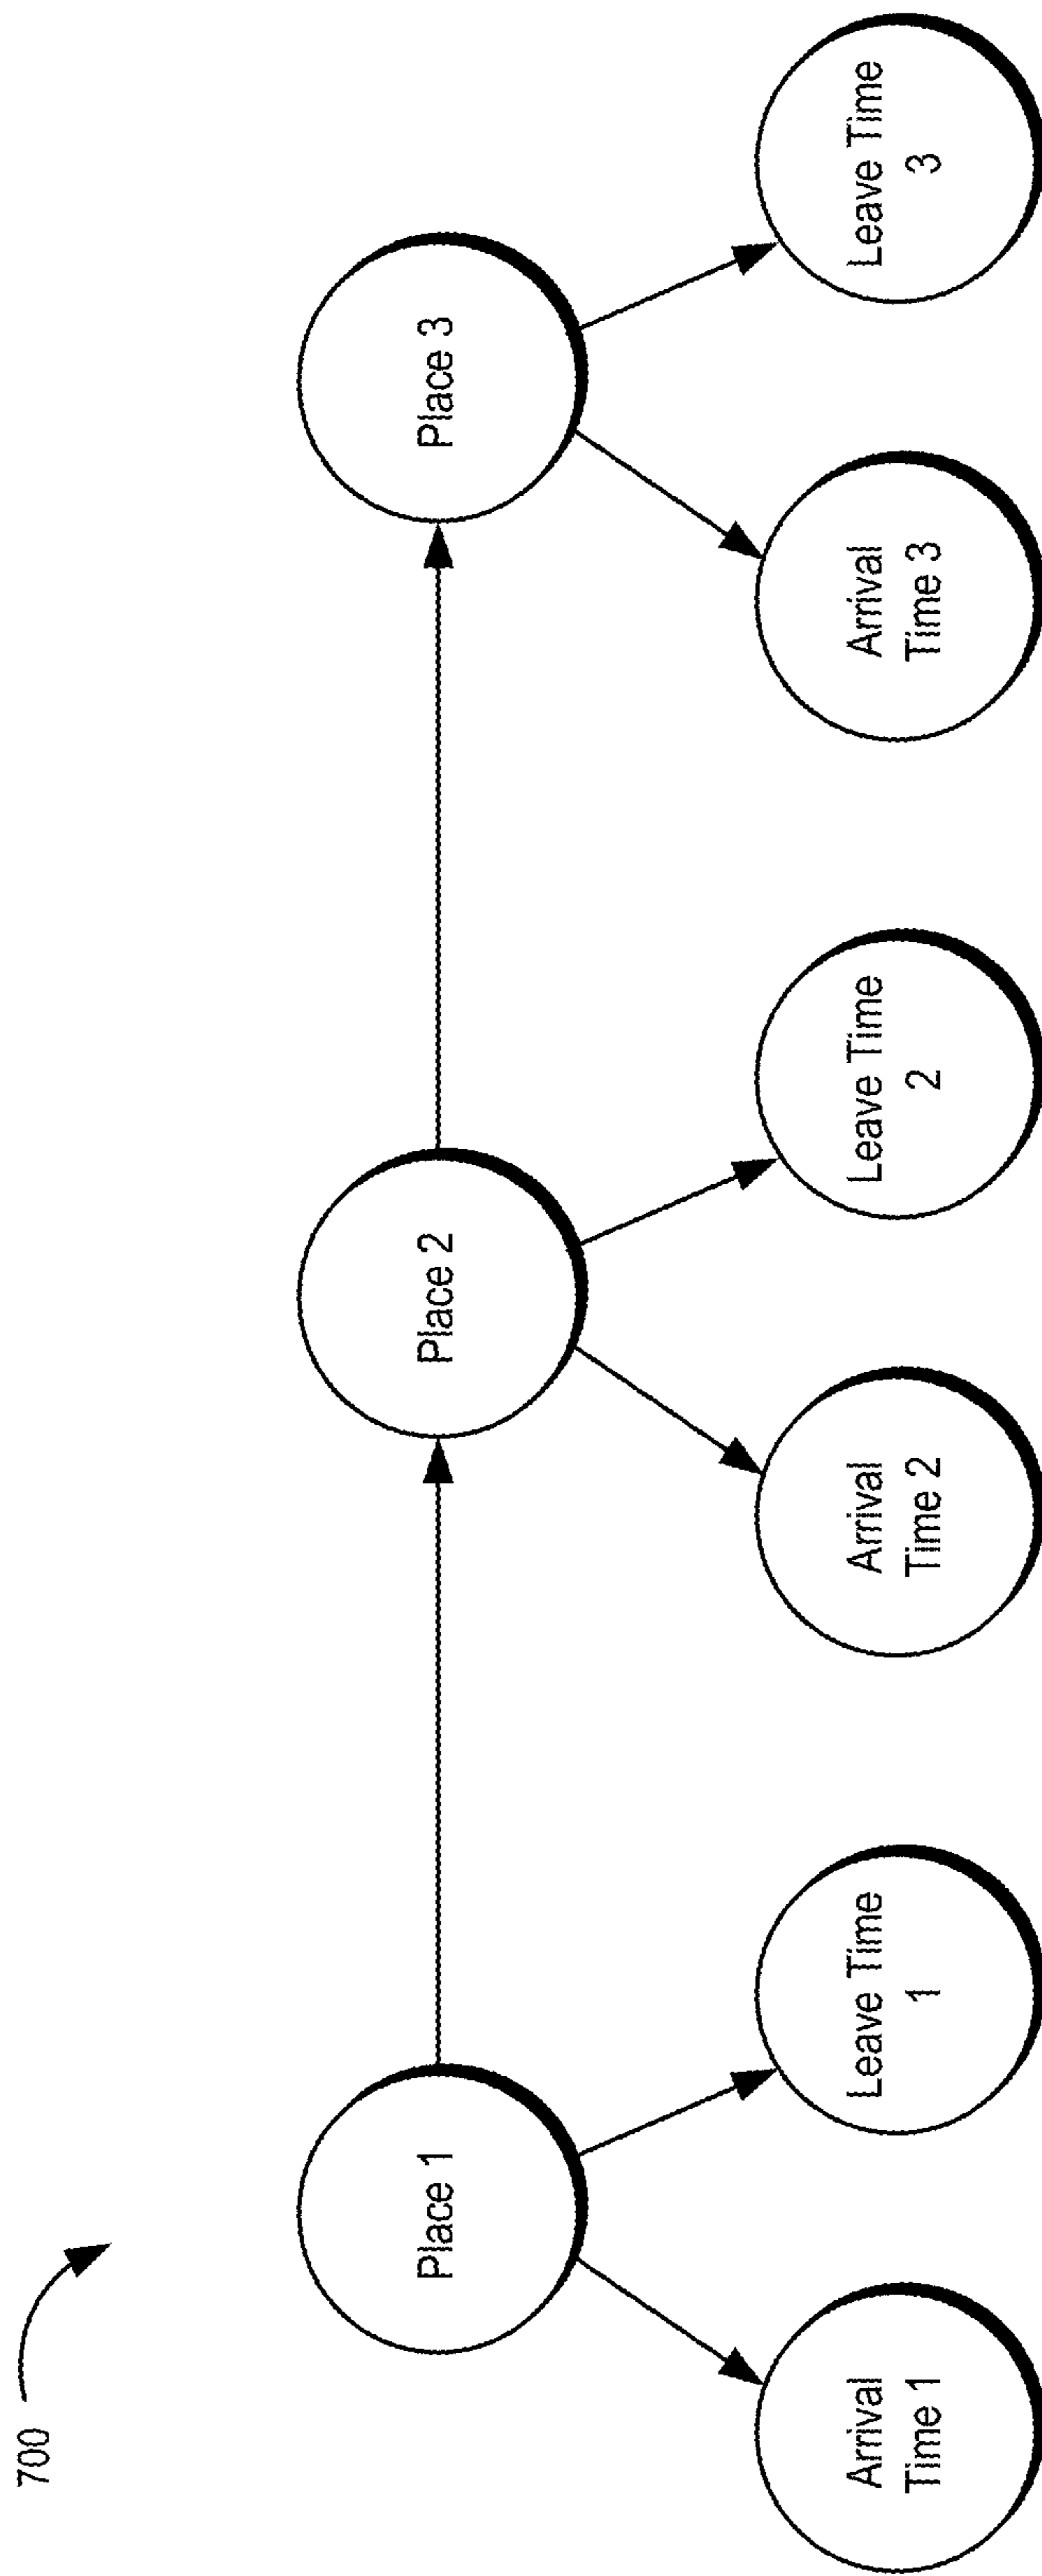 700
Place 1
Place 2
Place 3
Arrival
Time 1
Leave Time
1
Arrival
Time 2
Leave Time
2
Arrival
Time 3
Leave Time
3